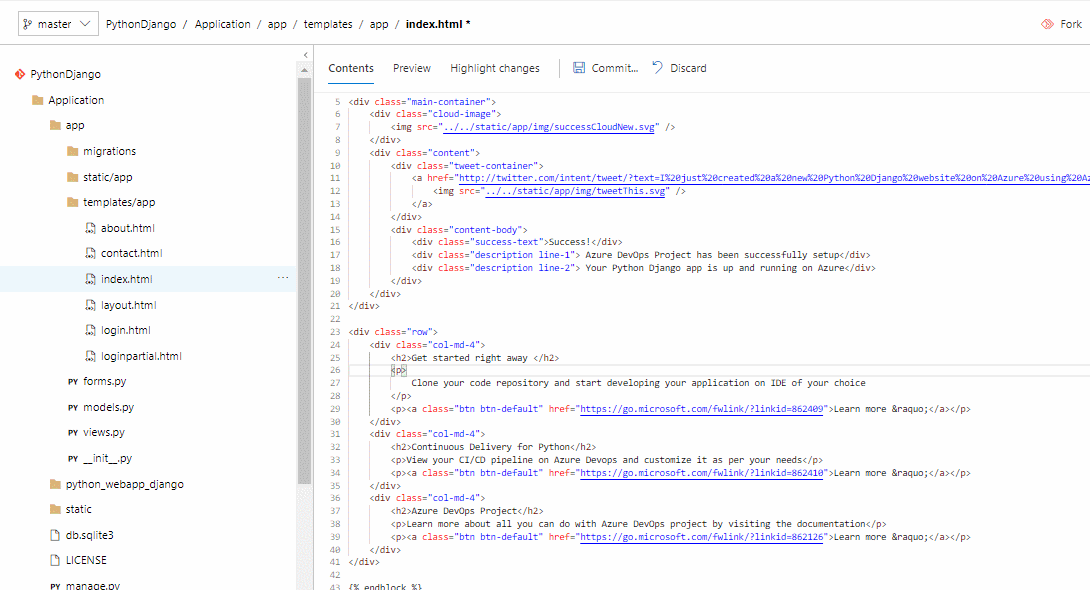 master PythonDjango / Application / app / templates / app / index.html * Fork
PythonDjango
Application
app
migrations
static/app
templates/app
about.html
contact.html
index.html ...
layout.html
login.html
loginpartial.html
PY forms.py
PY models.py
PY views.py
PY __init__.py
python_webapp_django
static
db.sqlite3
LICENSE
PY manage.py
Contents Preview Highlight changes Commit... Discard
5 <div class="main-container">
6 <div class="cloud-image">
7 <img src="../../static/app/img/successCloudNew.svg" />
8 </div>
9 <div class="content">
10 <div class="tweet-container">
11 <a href="http://twitter.com/intent/tweet/?text=I%20just%20created%20a%20new%20Python%20Django%20website%20on%20Azure%20using%20Az
12 <img src="../../static/app/img/tweetThis.svg" />
13 </a>
14 </div>
15 <div class="content-body">
16 <div class="success-text">Success!</div>
17 <div class="description line-1"> Azure DevOps Project has been successfully setup</div>
18 <div class="description line-2"> Your Python Django app is up and running on Azure</div>
19 </div>
20 </div>
21 </div>
22
23 <div class="row">
24 <div class="col-md-4">
25 <h2>Get started right away </h2>
26 <p>
27 Clone your code repository and start developing your application on IDE of your choice
28 </p>
29 <p><a class="btn btn-default" href="https://go.microsoft.com/fwlink/?linkid=862409">Learn more &raquo;</a></p>
30 </div>
31 <div class="col-md-4">
32 <h2>Continuous Delivery for Python</h2>
33 <p>View your CI/CD pipeline on Azure Devops and customize it as per your needs</p>
34 <p><a class="btn btn-default" href="https://go.microsoft.com/fwlink/?linkid=862410">Learn more &raquo;</a></p>
35 </div>
36 <div class="col-md-4">
37 <h2>Azure DevOps Project</h2>
38 <p>Learn more about all you can do with Azure DevOps project by visiting the documentation</p>
39 <p><a class="btn btn-default" href="https://go.microsoft.com/fwlink/?linkid=862126">Learn more &raquo;</a></p>
40 </div>
41 </div>
42
43 {% endblock %}